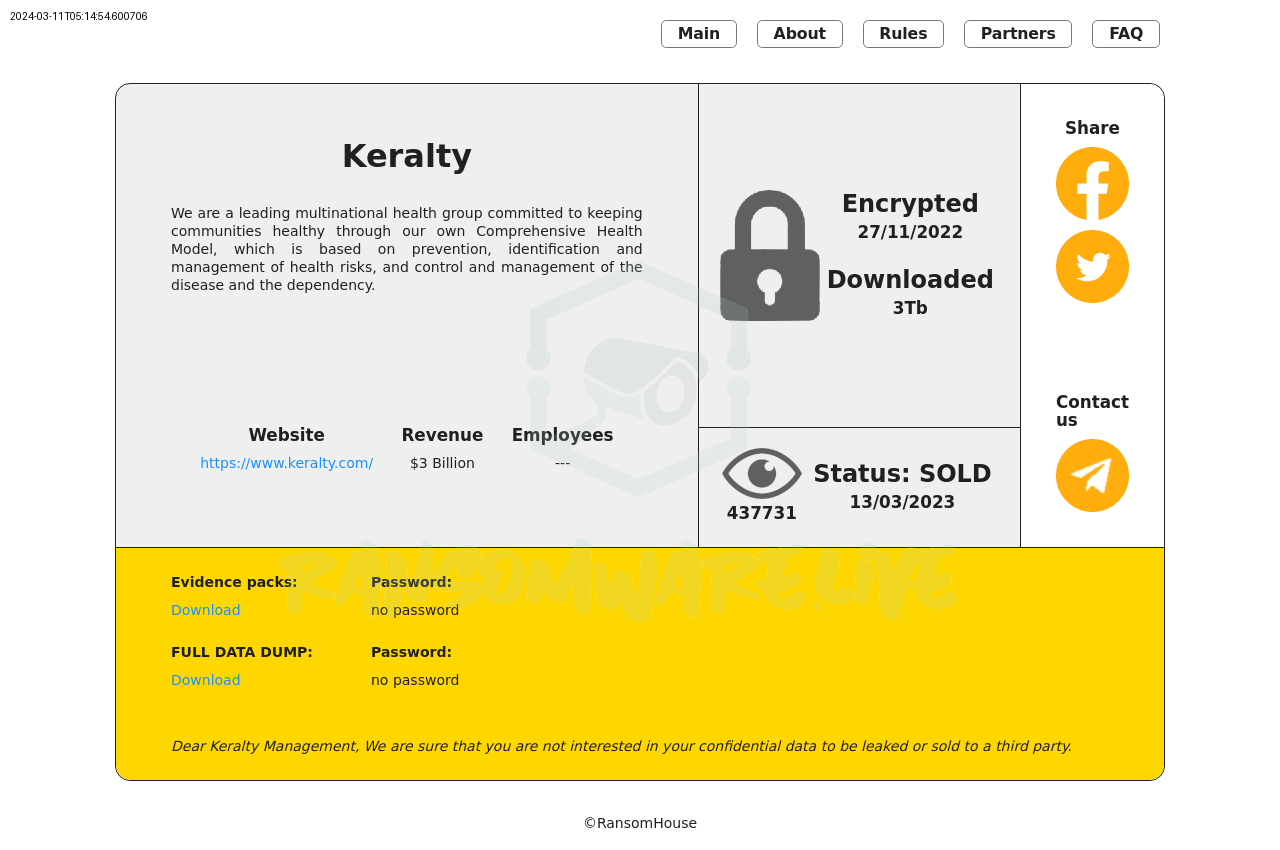 2024-03-11T05:14:54.600706
Main
About
Rules
Partners
FAQ
Keralty
We are a leading multinational health group committed to keeping
communities healthy through our own Comprehensive Health
Model, which is based on prevention, identification and
management of health risks, and control and management of the
disease and the dependency.
Website
Revenue
Employees
https://www.keralty.com/
$3 Billion
---
Encrypted
27/11/2022
Downloaded
3Tb
437731
Status: SOLD
13/03/2023
Share
Contact
us
RANSOMWARE.LIVE
Evidence packs:
Password:
Download
no password
FULL DATA DUMP:
Password:
Download
no password
Dear Keralty Management, We are sure that you are not interested in your confidential data to be leaked or sold to a third party.
©RansomHouse